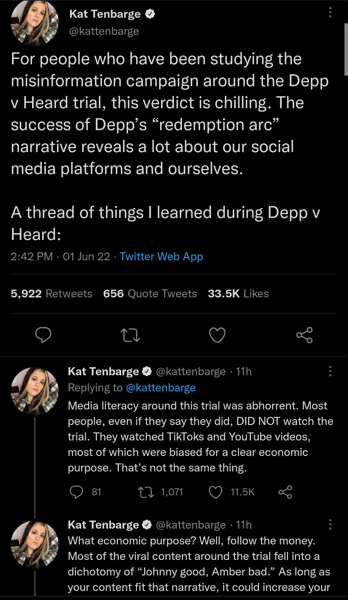 Kat Tenbarge
@kattenbarge
For people who have been studying the
misinformation campaign around the Depp
v Heard trial, this verdict is chilling. The
success of Depp's “redemption arc”
narrative reveals a lot about our social
media platforms and ourselves.
A thread of things I learned during Depp v
Heard:
2:42 PM · 01 Jun 22 · Twitter Web App
5,922 Retweets 656 Quote Tweets 33.5K Likes
Kat Tenbarge @kattenbarge · 11h
Replying to @kattenbarge
Media literacy around this trial was abhorrent. Most
people, even if they say they did, DID NOT watch the
trial. They watched TikToks and YouTube videos,
most of which were biased for a clear economic
purpose. That's not the same thing.
81 1,071 11.5K
Kat Tenbarge @kattenbarge · 11h
What economic purpose? Well, follow the money.
Most of the viral content around the trial fell into a
dichotomy of “Johnny good, Amber bad.” As long as
your content fit that narrative, it could increase your